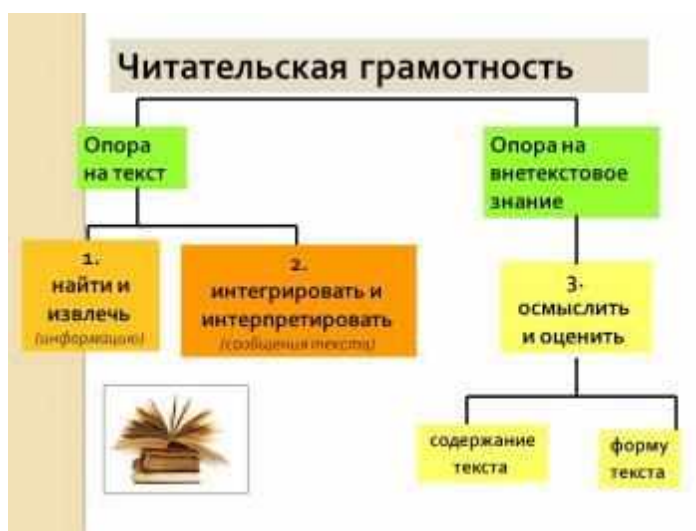 Читательская грамотность
Опора
на текст
Опора на
внетекстовое
знание
1.
найти и
извлечь
(информацию)
2.
интегрировать и
интерпретировать
(сообщения текста)
3.
осмыслить
и оценить
содержание
текста
форму
текста